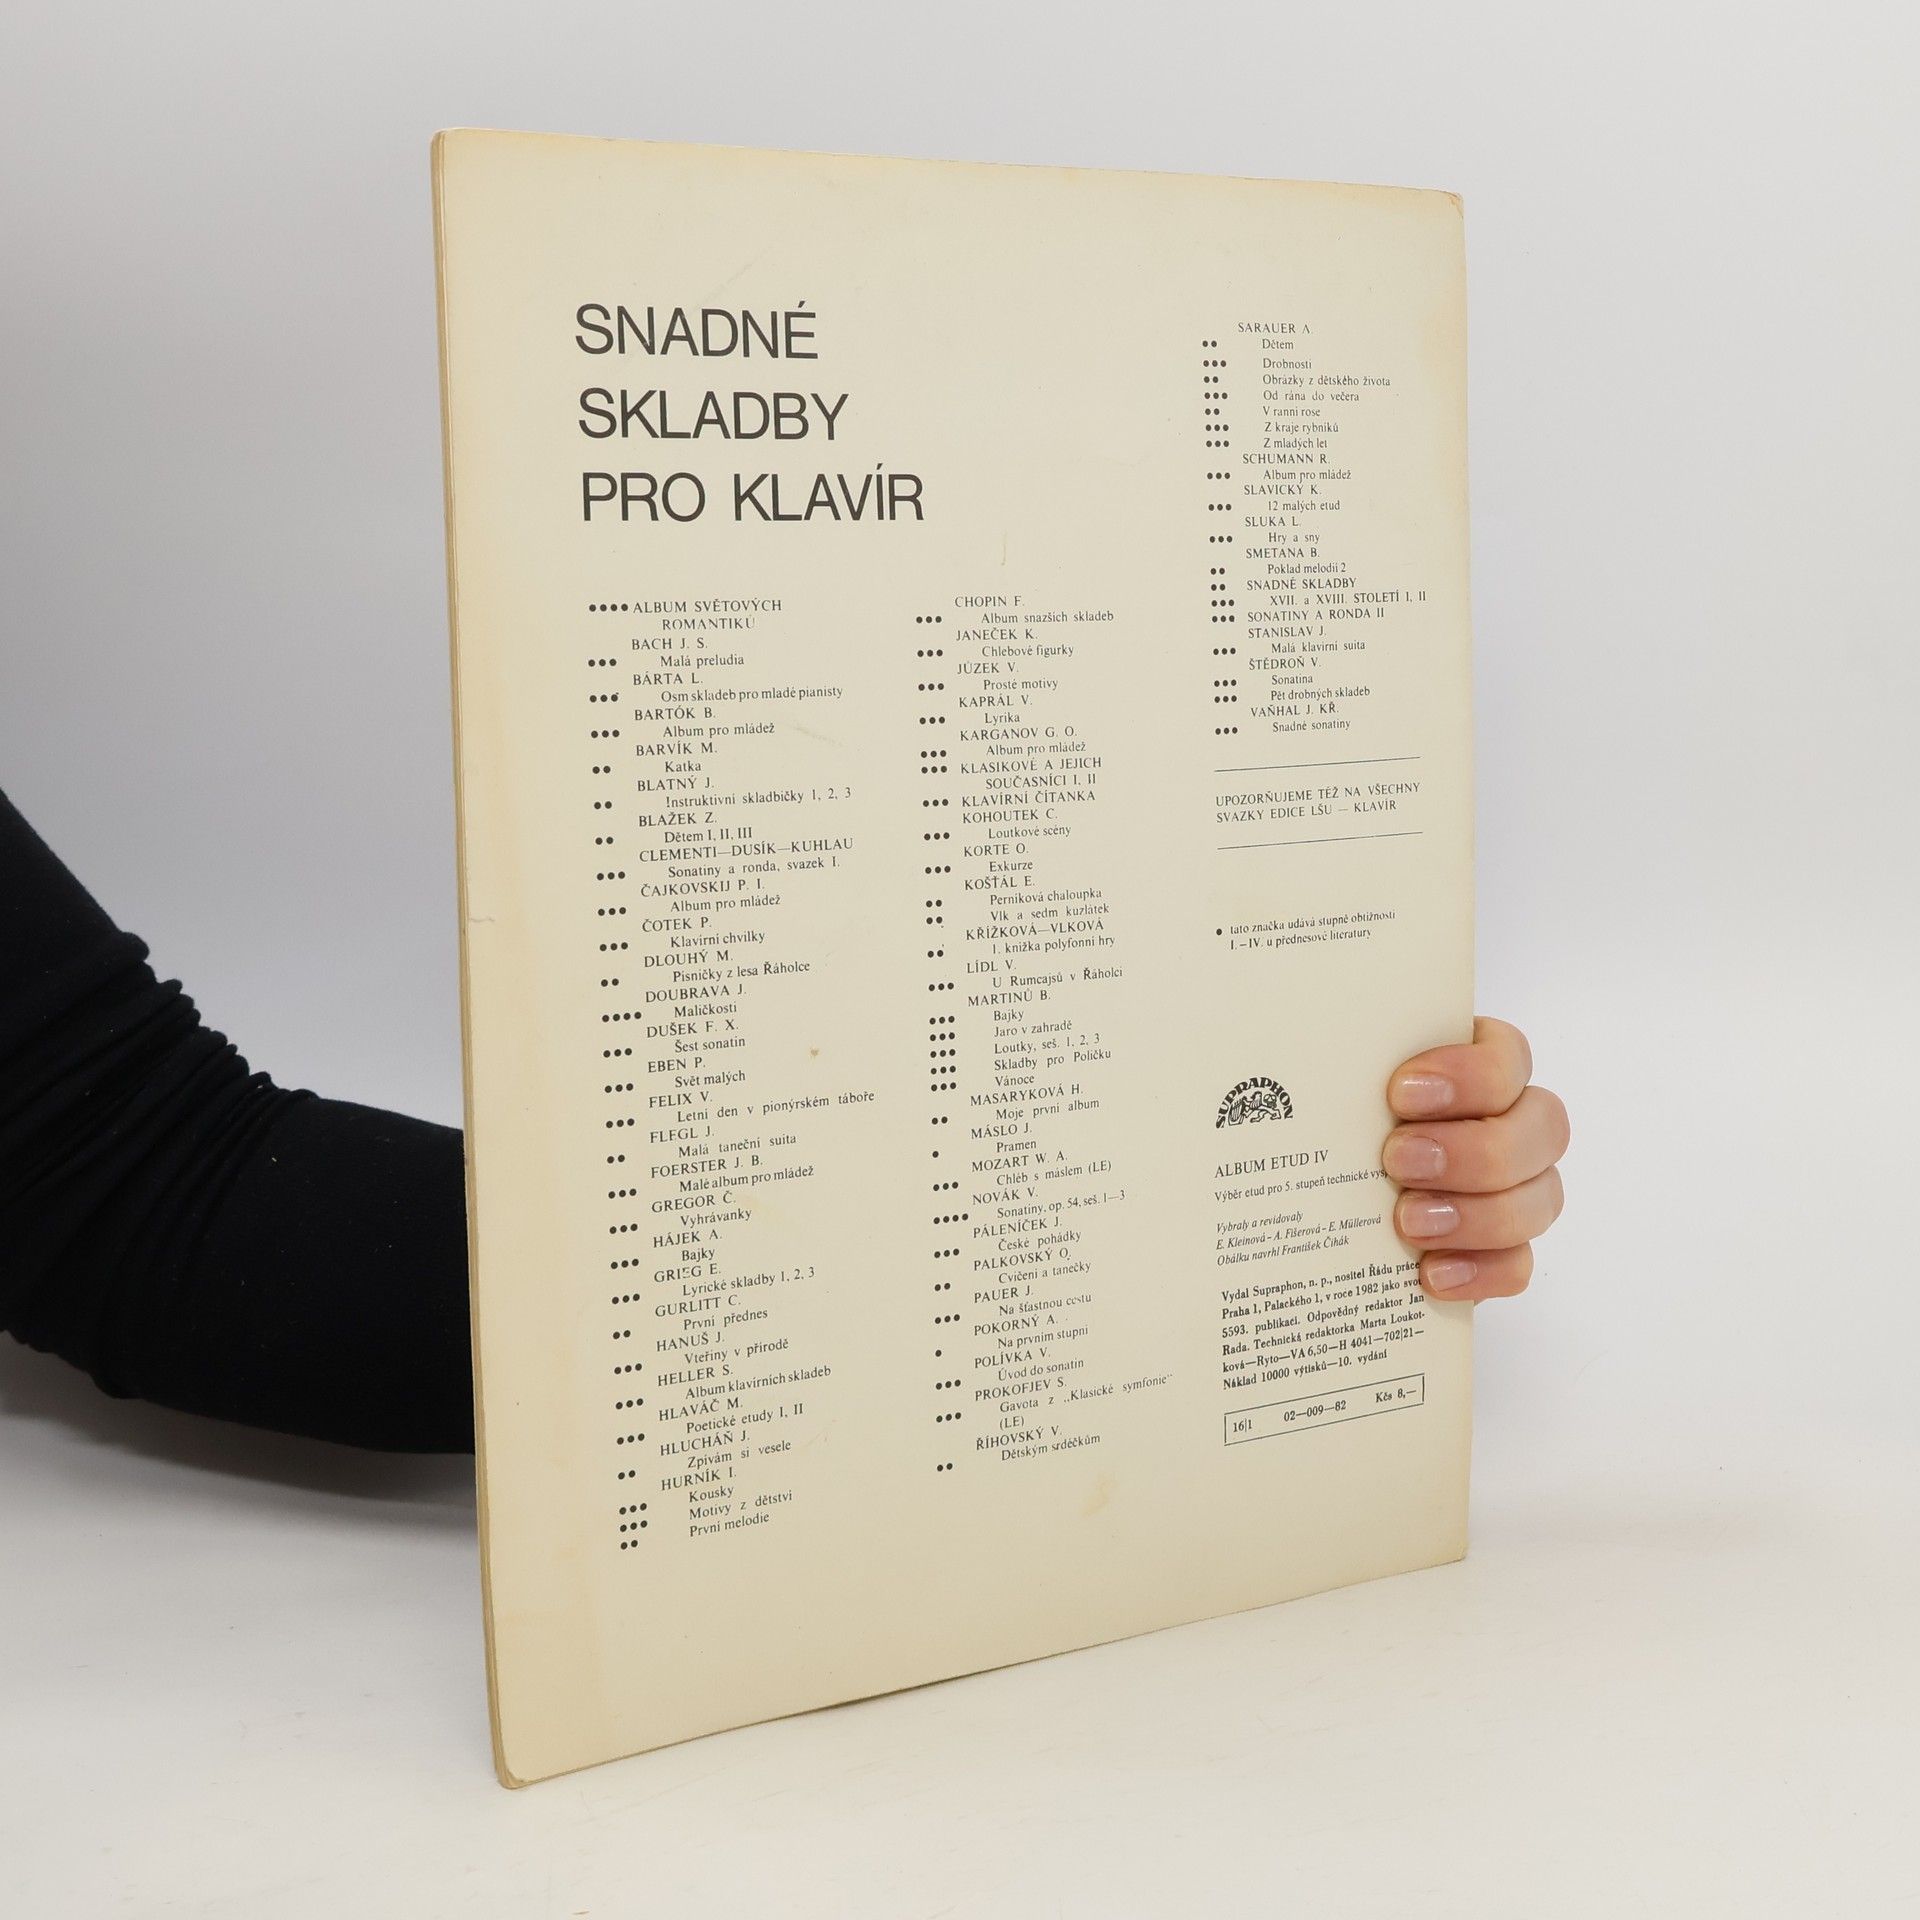 SNADNÉ
SKLADBY
PRO KLAVÍR
•••• ALBUM SVĚTOVÝCH
ROMANTIKŮ
BACH J. S.
••• Malá preludia
BÁRTA L.
••• Osm skladeb pro mladé pianisty
BARTÓK B.
••• Album pro mládež
BARVÍK M.
•• Katka
BLATNÝ J.
•• Instruktivní skladbičky 1, 2, 3
BLAŽEK Z.
•• Dětem I, II, III
CLEMENTI—DUSÍK—KUHLAU
••• Sonatiny a ronda, svazek I.
ČAJKOVSKIJ P. I.
••• Album pro mládež
ČOTEK P.
••• Klavírní chvilky
DLOUHÝ M.
•• Písničky z lesa Řáholce
DOUBRAVA J.
•••• Maličkosti
DUŠEK F. X.
••• Šest sonatin
EBEN P.
••• Svět malých
FELIX V.
••• Letní den v pionýrském táboře
FLEGL J.
•• Malá taneční suita
FOERSTER J. B.
••• Malé album pro mládež
GREGOR Č.
••• Vyhrávanky
HÁJEK A.
••• Bajky
GRIEG E.
••• Lyrické skladby 1, 2, 3
GURLITT C.
•• První přednes
HANUŠ J.
••• Vteřiny v přírodě
HELLER S.
••• Album klavírních skladeb
HLAVÁČ M.
••• Poetické etudy I, II
HLUCHÁŇ J.
•• Zpívám si vesele
HURNÍK I.
••• Kousky
••• Motivy z dětství
•• První melodie
CHOPIN F.
••• Album snazších skladeb
JANEČEK K.
••• Chlebové figurky
JŮZEK V.
••• Prosté motivy
KAPRÁL V.
••• Lyrika
KARGANOV G. O.
••• Album pro mládež
••• KLASIKOVÉ A JEJICH
SOUČASNÍCI I, II
••• KLAVÍRNÍ ČÍTANKA
KOHOUTEK C.
••• Loutkové scény
KORTE O.
••• Exkurze
KOŠŤÁL E.
•• Perníková chaloupka
•• Vlk a sedm kuzlátek
KŘÍŽKOVÁ—VLKOVÁ
•• 1. knížka polyfonní hry
LÍDL V.
••• U Rumcajsů v Řáholci
MARTINŮ B.
••• Bajky
••• Jaro v zahradě
••• Loutky, seš. 1, 2, 3
••• Skladby pro Poličku
••• Vánoce
MASARYKOVÁ H.
•• Moje první album
MÁSLO J.
• Pramen
MOZART W. A.
••• Chléb s máslem (LE)
NOVÁK V.
•••• Sonatiny, op. 54, seš. 1—3
PÁLENÍČEK J.
••• České pohádky
PALKOVSKÝ O.
•• Cvičení a tanečky
PAUER J.
••• Na šťastnou cestu
POKORNÝ A.
• Na prvním stupni
POLÍVKA V.
••• Úvod do sonatin
PROKOFJEV S.
••• Gavota z „Klasické symfonie“
(LE)
ŘÍHOVSKÝ V.
•• Dětským srdéčkům
SARAUER A.
•• Dětem
••• Drobnosti
•• Obrázky z dětského života
••• Od rána do večera
•• V ranní rose
••• Z kraje rybníků
••• Z mladých let
SCHUMANN R.
••• Album pro mládež
SLAVICKÝ K.
••• 12 malých etud
SLUKA L.
••• Hry a sny
SMETANA B.
•• Poklad melodií 2
•• SNADNÉ SKLADBY
••• XVII. a XVIII. STOLETÍ I, II
••• SONATINY A RONDA II
STANISLAV J.
••• Malá klavírní suita
ŠTĚDROŇ V.
••• Sonatina
••• Pět drobných skladeb
VAŇHAL J. KŘ.
••• Snadné sonatiny
UPOZORŇUJEME TÉŽ NA VŠECHNY
SVAZKY EDICE LŠU — KLAVÍR
• tato značka udává stupně obtížnosti
I.–IV. u přednesové literatury
SUPRAPHON
ALBUM ETUD IV
Výběr etud pro 5. stupeň technické
Vybraly a revidovaly
E. Kleinová – A. Fišerová – E. Müllerová
Obálku navrhl František Čihák
Vydal Supraphon, n. p., nositel Řádu práce
Praha 1, Palackého 1, v roce 1982 jako svou
5593. publikaci. Odpovědný redaktor Jan
Rada. Technická redaktorka Marta Loukot-
ková—Ryto—VA 6,50—H 4041—702|21—
Náklad 10000 výtisků—10. vydání
16|1 02—009—82 Kčs 8,—